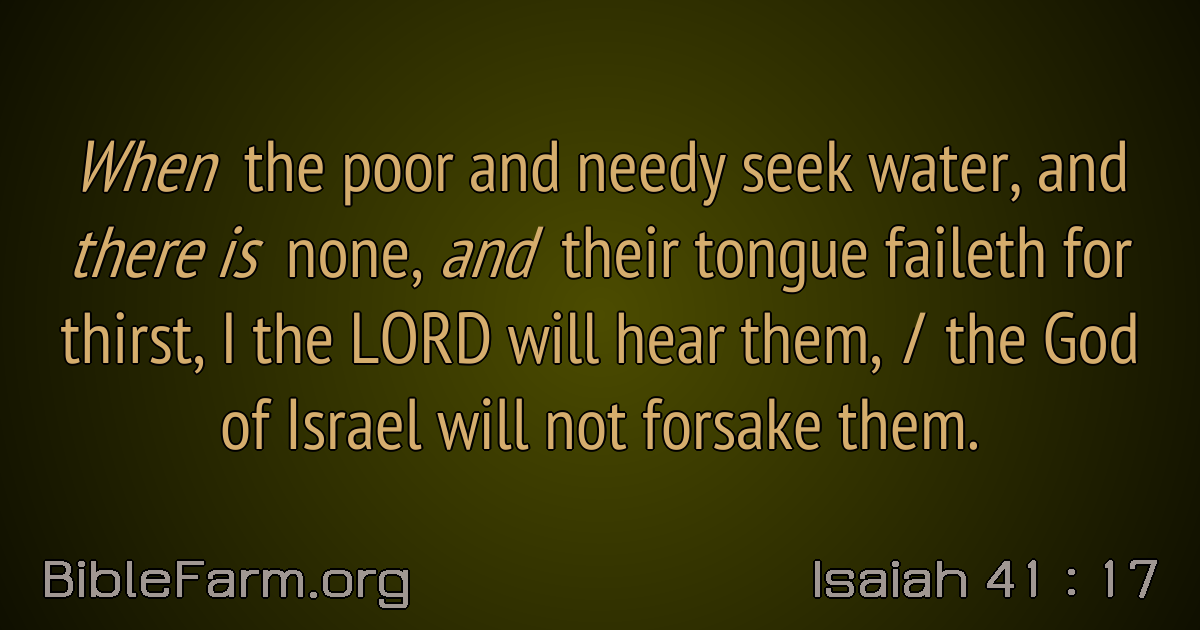 When the poor and needy seek water, and
there is none, and their tongue faileth for
thirst, I the LORD will hear them, / the God
of Israel will not forsake them.
BibleFarm.org
Isaiah 41 : 17